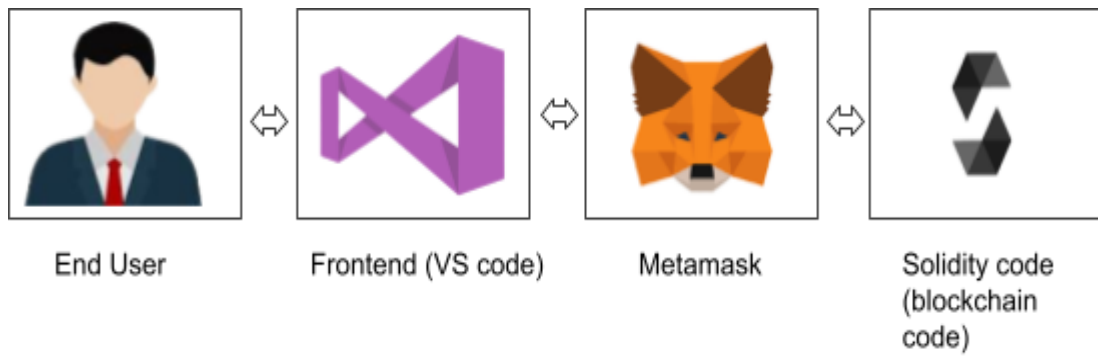 End User
Frontend (VS code)
Metamask
Solidity code
(blockchain
code)